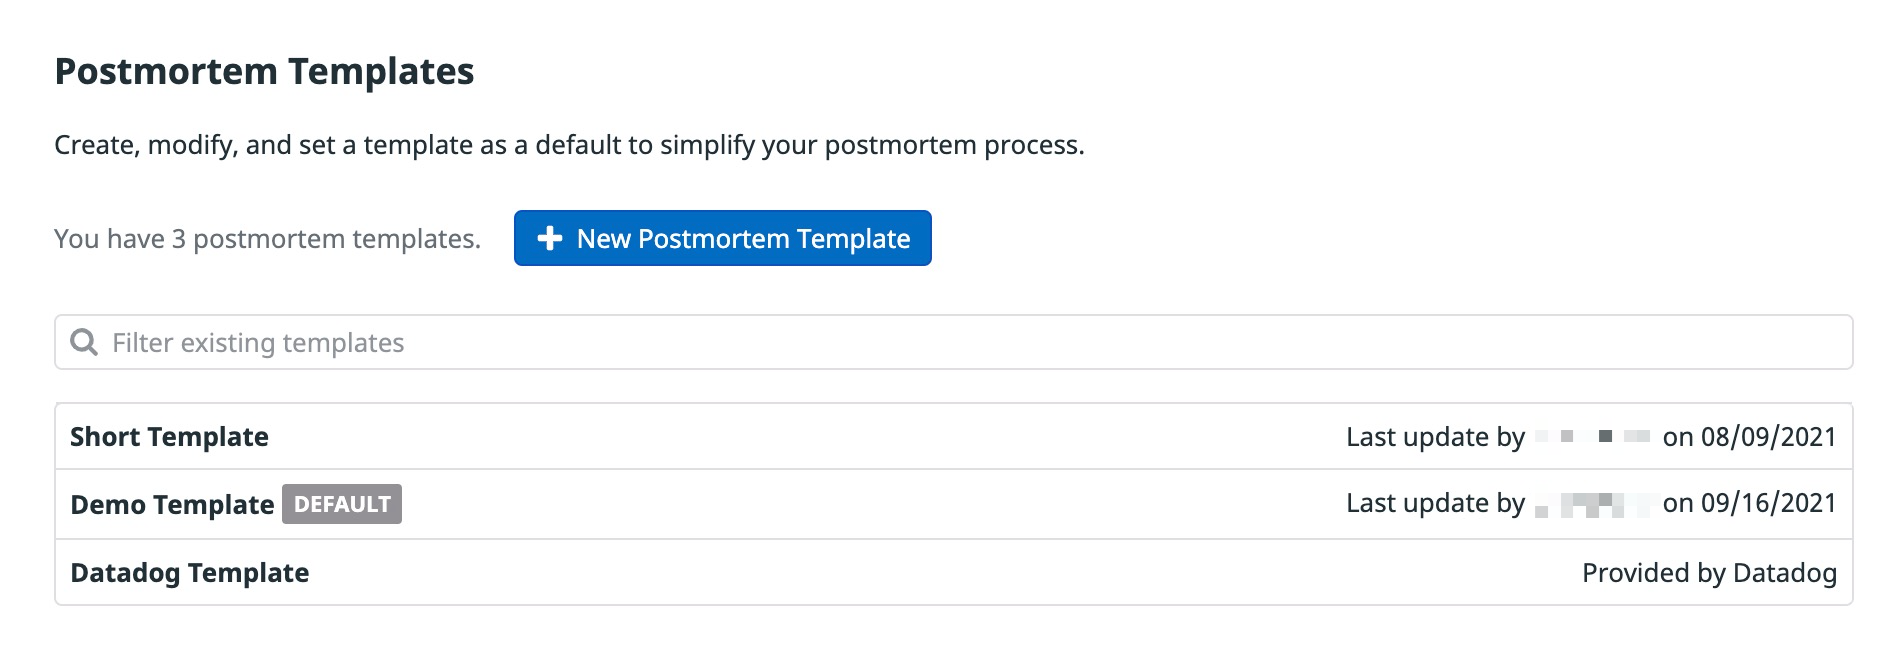 Postmortem Templates
Create, modify, and set a template as a default to simplify your postmortem process.
You have 3 postmortem templates. New Postmortem Template
Filter existing templates
Short Template Last update by on 08/09/2021
Demo Template DEFAULT Last update by on 09/16/2021
Datadog Template Provided by Datadog